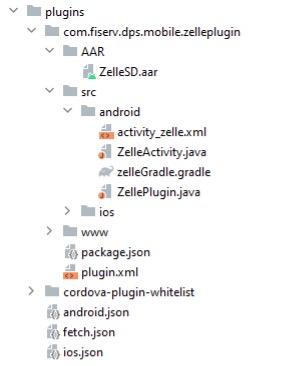 plugins
com.fiserv.dps.mobile.zelleplugin
AAR
ZelleSD.aar
src
android
activity_zelle.xml
ZelleActivity.java
zelleGradle.gradle
ZellePlugin.java
ios
www
package.json
plugin.xml
cordova-plugin-whitelist
android.json
fetch.json
ios.json